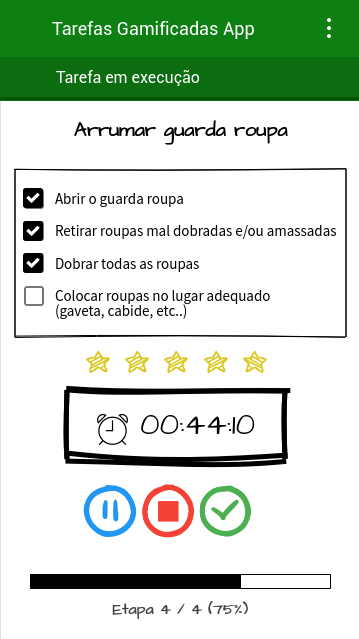 Tarefas Gamificadas App
Tarefa em execução
Arrumar guarda roupa
Abrir o guarda roupa
Retirar roupas mal dobradas e/ou amassadas
Dobrar todas as roupas
Colocar roupas no lugar adequado
(gaveta, cabide, etc..)
00:44:10
Etapa 4 / 4 (75%)